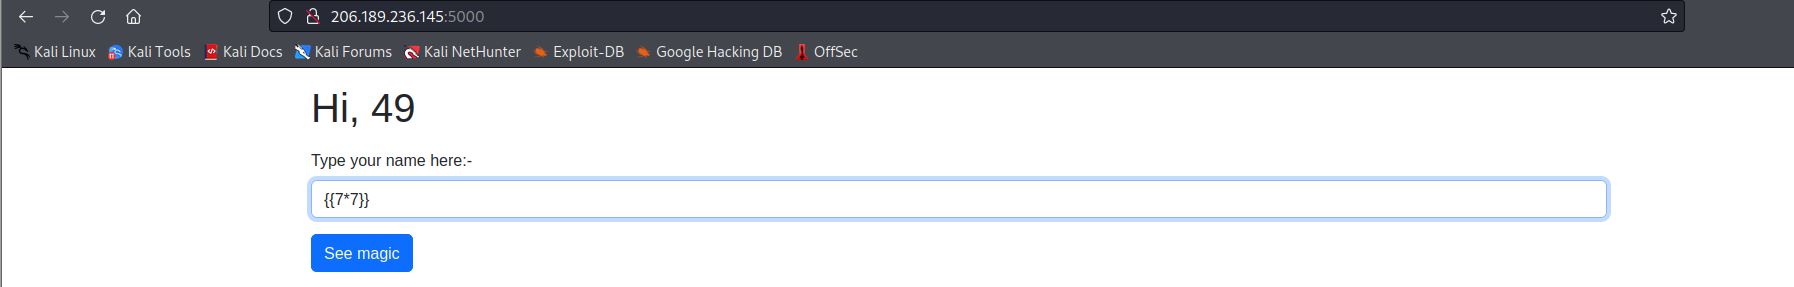 206.189.236.145:5000
Kali Linux Kali Tools Kali Docs Kali Forums Kali NetHunter Exploit-DB Google Hacking DB OffSec
Hi, 49
Type your name here:-
{{7*7}}
See magic